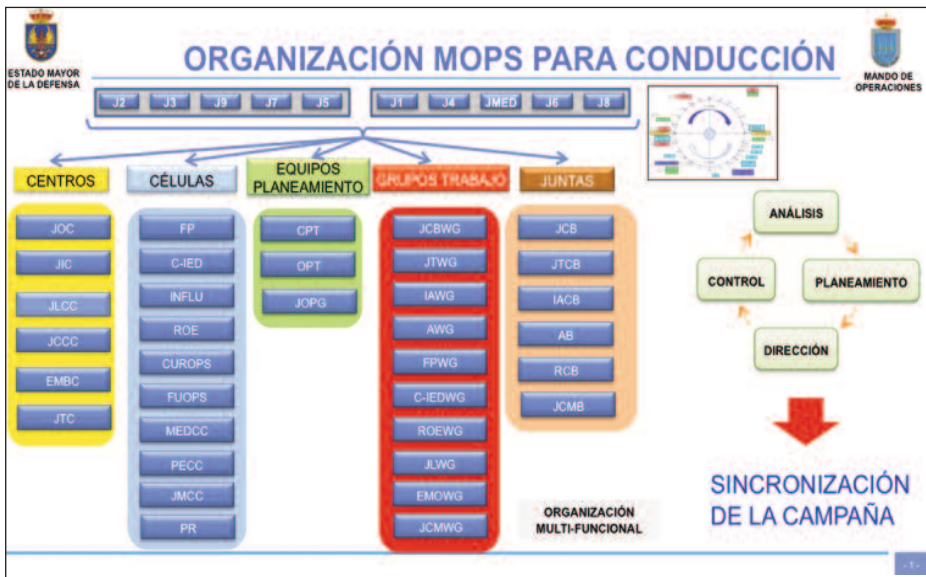 ESTADO MAYOR
DE LA DEFENSA
ORGANIZACIÓN MOPS PARA CONDUCCIÓN
MANDO DE
OPERACIONES
J2 J3 J9 J7 J5 J1 J4 JMED J6 J8
CENTROS
JOC
JIC
JLCC
JCCC
EMBC
JTC
CÉLULAS
FP
C-IED
INFLU
ROE
CUROPS
FUOPS
MEDCC
PECC
JMCC
PR
EQUIPOS
PLANEAMIENTO
CPT
OPT
JOPG
GRUPOS TRABAJO
JCBWG
JTWG
IAWG
AWG
FPWG
C-IEDWG
ROEWG
JLWG
EMOWG
JCMWG
JUNTAS
JCB
JTCB
IACB
AB
RCB
JCMB
ORGANIZACIÓN
MULTI-FUNCIONAL
ANÁLISIS
CONTROL
PLANEAMIENTO
DIRECCIÓN
SINCRONIZACIÓN
DE LA CAMPAÑA
- 1 -